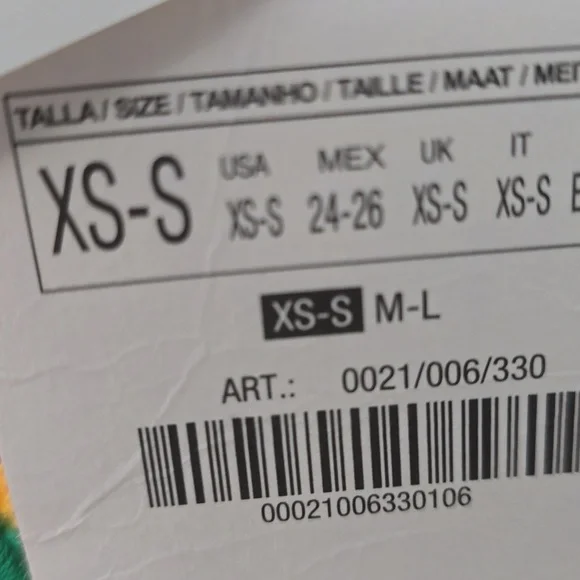 TALLA / SIZE / TAMANHO / TAILLE / MAAT /
XS-S USA MEX UK IT
XS-S 24-26 XS-S XS-S
XS-S M-L
ART.: 0021/006/330
00021006330106